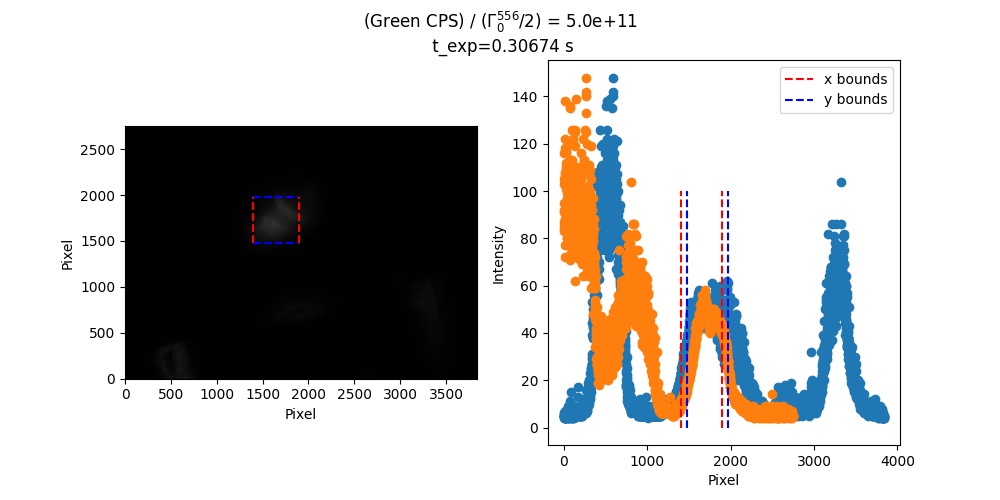 (Green CPS) / (Γ₀⁵⁵⁶/2) = 5.0e+11
t_exp=0.30674 s
2500
2000
1500
1000
500
0
Pixel
0 500 1000 1500 2000 2500 3000 3500
Pixel
140
120
100
80
60
40
20
0
Intensity
x bounds
y bounds
0 1000 2000 3000 4000
Pixel